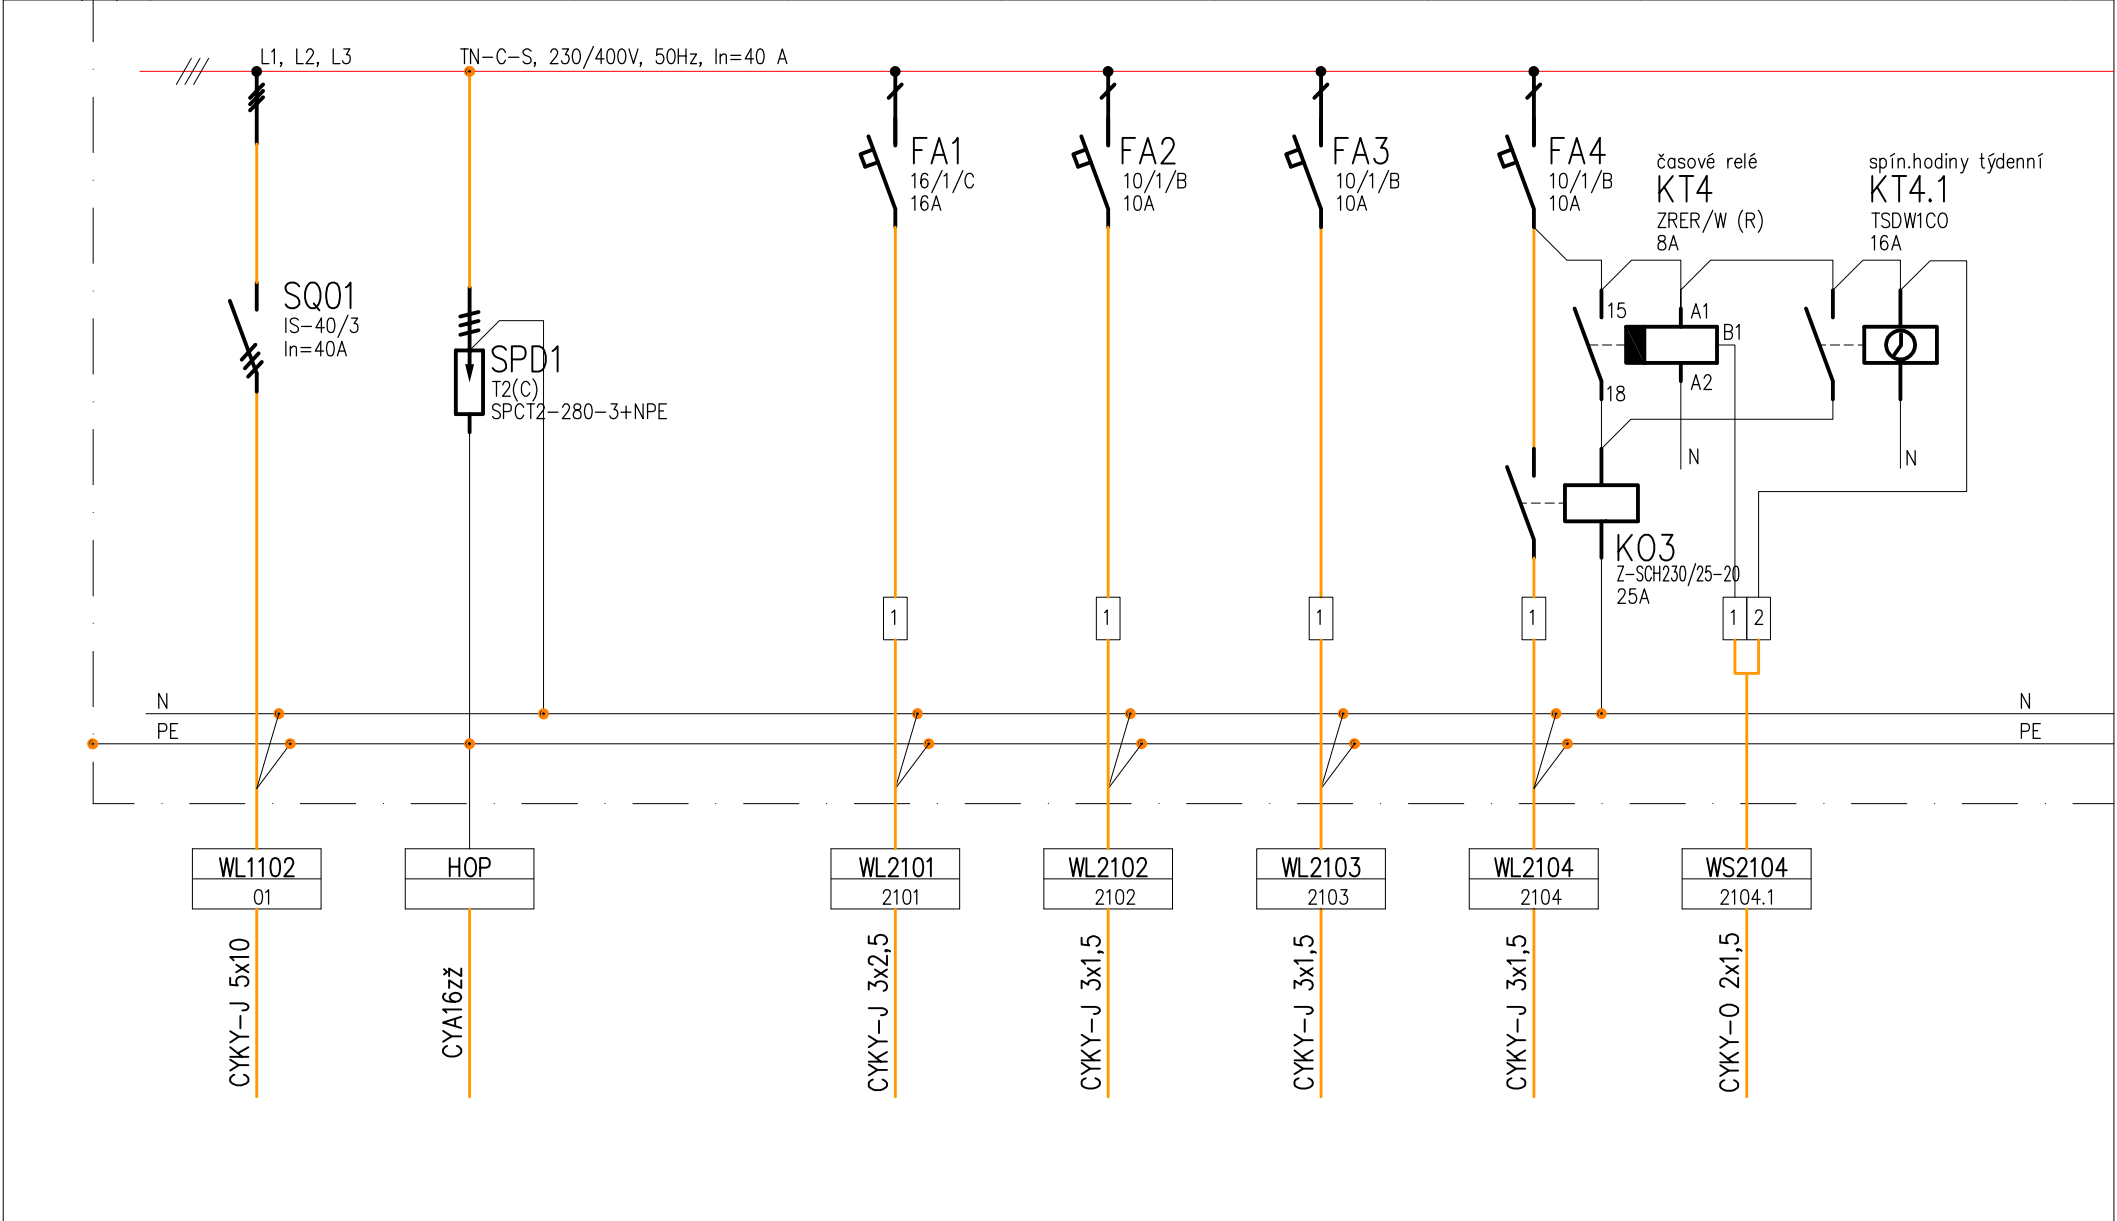 L1, L2, L3
TN-C-S, 230/400V, 50Hz, In=40 A
SQ01
IS-40/3
In=40A
SPD1
T2(C)
SPCT2-280-3+NPE
FA1
16/1/C
16A
FA2
10/1/B
10A
FA3
10/1/B
10A
FA4
10/1/B
10A
časové relé
KT4
ZRER/W (R)
8A
spín.hodiny týdenní
KT4.1
TSDW1CO
16A
15
18
A1
B1
A2
N
N
KO3
Z-SCH230/25-20
25A
1
1
1
1
1 2
N
PE
N
PE
WL1102
01
HOP
WL2101
2101
WL2102
2102
WL2103
2103
WL2104
2104
WS2104
2104.1
CYKY-J 5x10
CYA16zž
CYKY-J 3x2,5
CYKY-J 3x1,5
CYKY-J 3x1,5
CYKY-J 3x1,5
CYKY-O 2x1,5